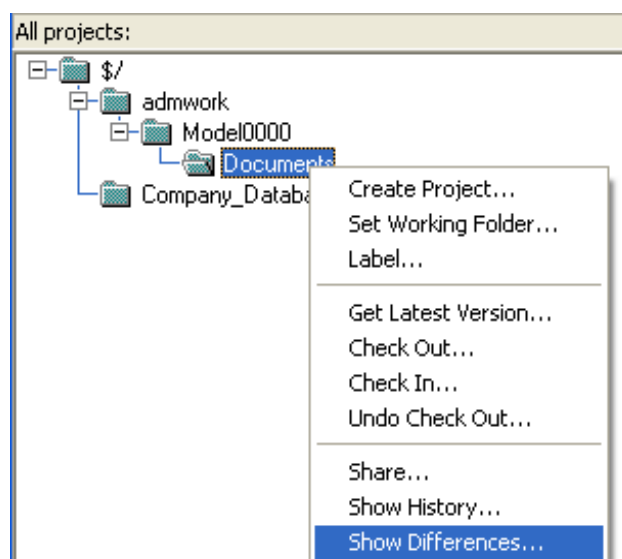 All projects:
$/
admwork
Model0000
Documents
Company_Databa
Create Project...
Set Working Folder...
Label...
Get Latest Version...
Check Out...
Check In...
Undo Check Out...
Share...
Show History...
Show Differences...